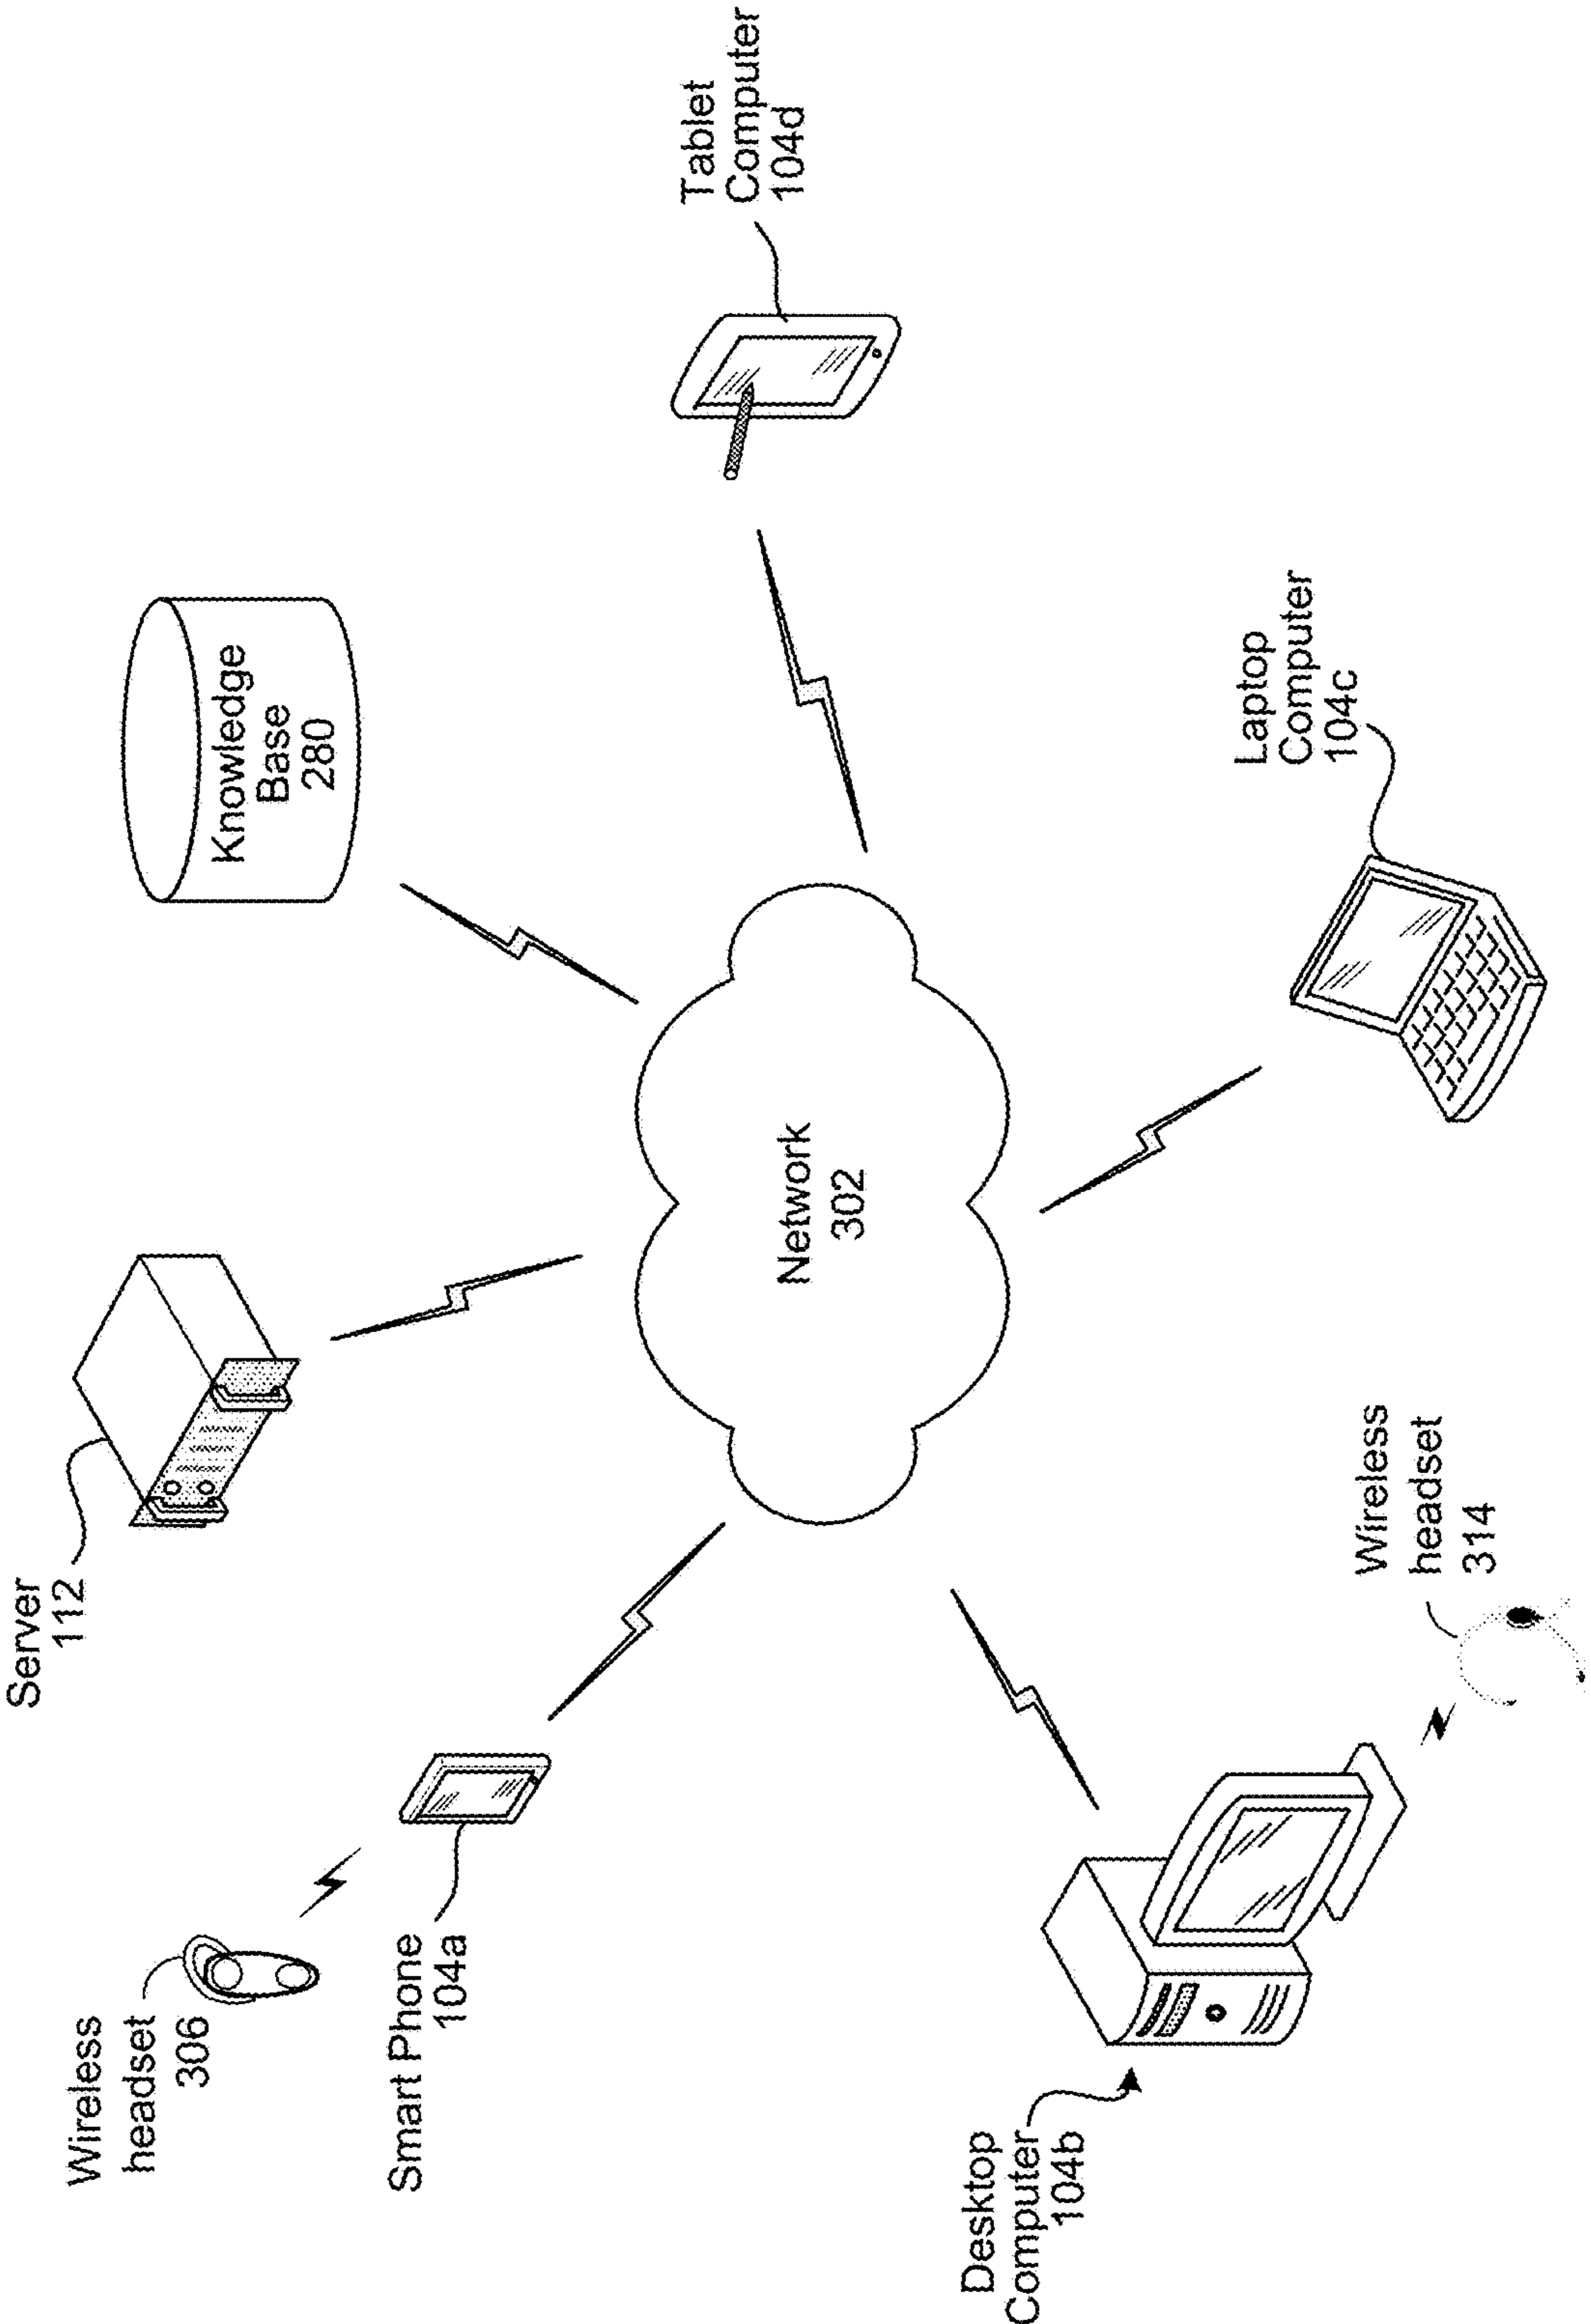 Server
112
Knowledge
Base
280
Wireless
headset
306
Smart Phone
104a
Network
302
Tablet
Computer
104d
Desktop
Computer
104b
Wireless
headset
314
Laptop
Computer
104c